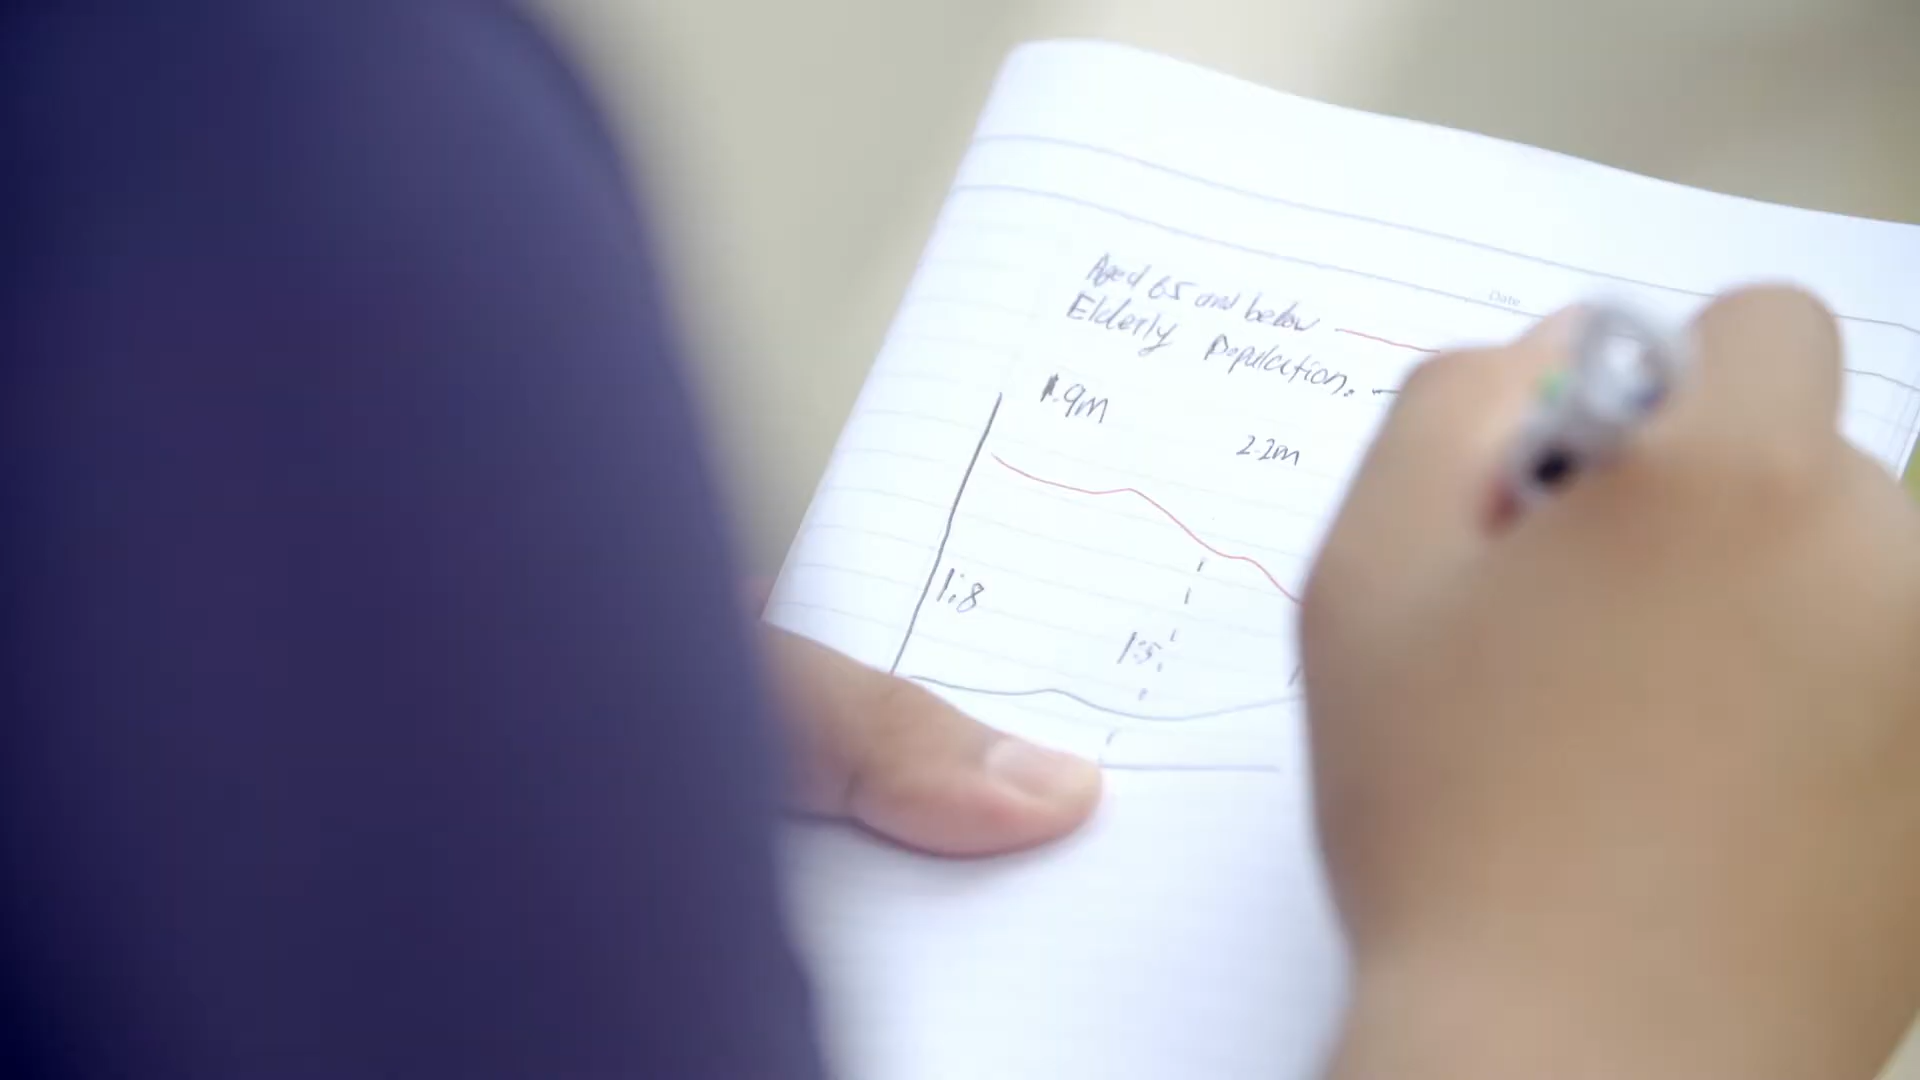 Date
Aged 65 and below
Elderly Population.
1.9m
2.2m
1:8
1:5